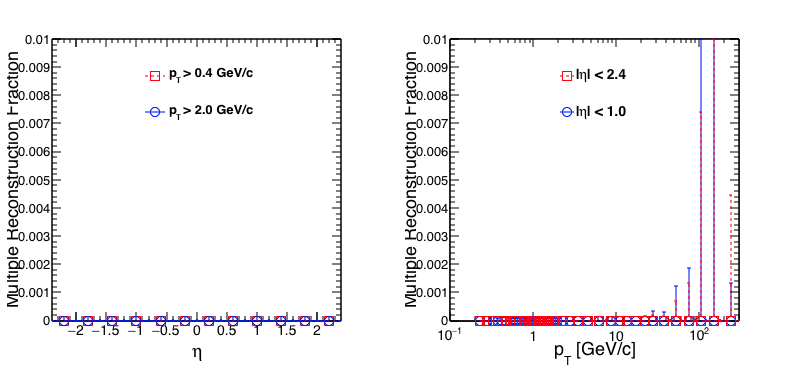 Multiple Reconstruction Fraction
0.01
0.009
0.008
0.007
0.006
0.005
0.004
0.003
0.002
0.001
0
p_T > 0.4 GeV/c
p_T > 2.0 GeV/c
−2 −1.5 −1 −0.5 0 0.5 1 1.5 2
η
Multiple Reconstruction Fraction
0.01
0.009
0.008
0.007
0.006
0.005
0.004
0.003
0.002
0.001
0
|η| < 2.4
|η| < 1.0
10⁻¹ 1 10 10²
p_T [GeV/c]